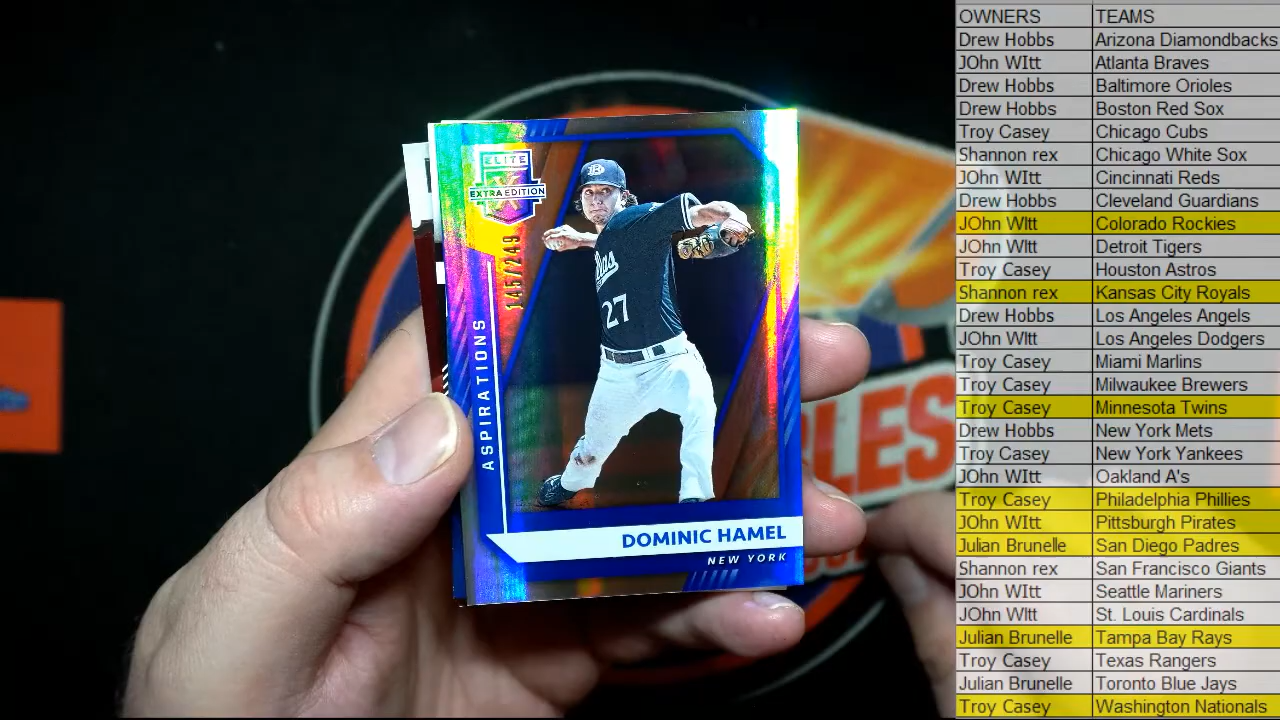 ELITE
EXTRA EDITION
145/249
ASPIRATIONS
27
DOMINIC HAMEL
NEW YORK
LES
OWNERS TEAMS
Drew Hobbs Arizona Diamondbacks
JOhn WItt Atlanta Braves
Drew Hobbs Baltimore Orioles
Drew Hobbs Boston Red Sox
Troy Casey Chicago Cubs
Shannon rex Chicago White Sox
JOhn WItt Cincinnati Reds
Drew Hobbs Cleveland Guardians
JOhn WItt Colorado Rockies
JOhn WItt Detroit Tigers
Troy Casey Houston Astros
Shannon rex Kansas City Royals
Drew Hobbs Los Angeles Angels
JOhn WItt Los Angeles Dodgers
Troy Casey Miami Marlins
Troy Casey Milwaukee Brewers
Troy Casey Minnesota Twins
Drew Hobbs New York Mets
Troy Casey New York Yankees
JOhn WItt Oakland A's
Troy Casey Philadelphia Phillies
JOhn WItt Pittsburgh Pirates
Julian Brunelle San Diego Padres
Shannon rex San Francisco Giants
JOhn WItt Seattle Mariners
JOhn WItt St. Louis Cardinals
Julian Brunelle Tampa Bay Rays
Troy Casey Texas Rangers
Julian Brunelle Toronto Blue Jays
Troy Casey Washington Nationals